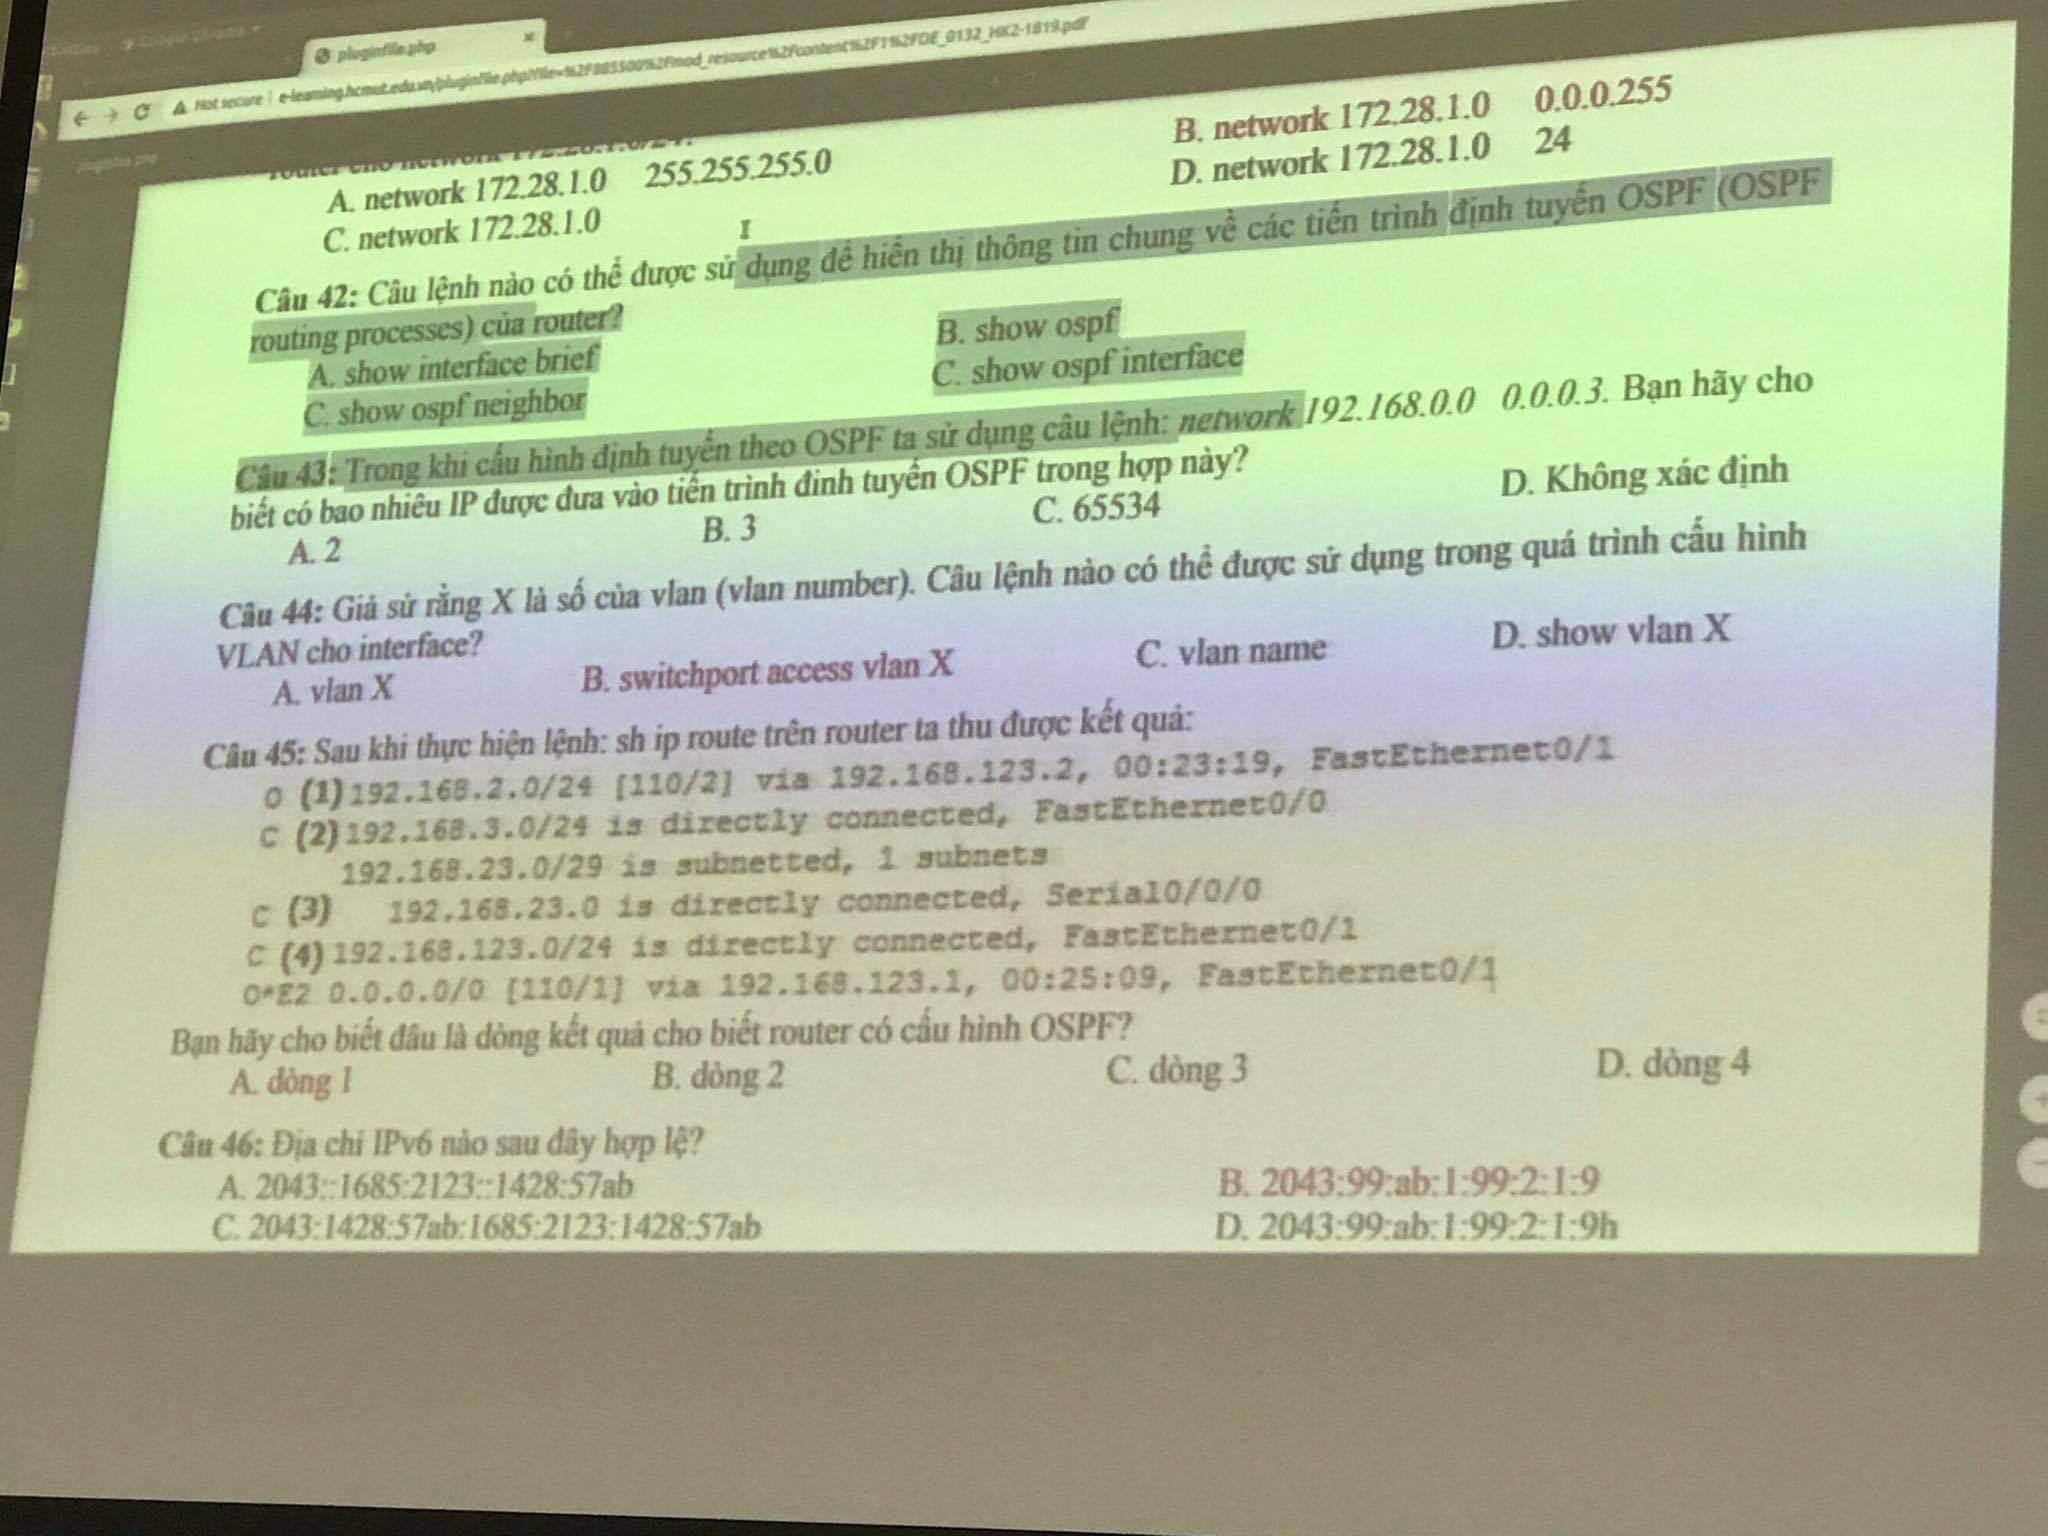 Google Chrome
pluginfile.php
Not secure | e-learning.hcmut.edu.vn/pluginfile.php?file=%2F885500%2Fmod_resource%2Fcontent%2F1%2FDE_0132_HK2-1819.pdf
pluginfile.php
router cho network 172.28.1.0/24.
A. network 172.28.1.0 255.255.255.0
B. network 172.28.1.0 0.0.0.255
C. network 172.28.1.0
D. network 172.28.1.0 24
Câu 42: Câu lệnh nào có thể được sử dụng để hiển thị thông tin chung về các tiến trình định tuyến OSPF (OSPF
routing processes) của router?
A. show interface brief
B. show ospf
C. show ospf neighbor
C. show ospf interface
Câu 43: Trong khi cấu hình định tuyến theo OSPF ta sử dụng câu lệnh: network 192.168.0.0 0.0.0.3. Bạn hãy cho
biết có bao nhiêu IP được đưa vào tiến trình đinh tuyến OSPF trong hợp này?
A. 2 B. 3 C. 65534 D. Không xác định
Câu 44: Giả sử rằng X là số của vlan (vlan number). Câu lệnh nào có thể được sử dụng trong quá trình cấu hình
VLAN cho interface?
A. vlan X B. switchport access vlan X C. vlan name D. show vlan X
Câu 45: Sau khi thực hiện lệnh: sh ip route trên router ta thu được kết quả:
O (1)192.168.2.0/24 [110/2] via 192.168.123.2, 00:23:19, FastEthernet0/1
C (2)192.168.3.0/24 is directly connected, FastEthernet0/0
192.168.23.0/29 is subnetted, 1 subnets
C (3) 192.168.23.0 is directly connected, Serial0/0/0
C (4)192.168.123.0/24 is directly connected, FastEthernet0/1
O*E2 0.0.0.0/0 [110/1] via 192.168.123.1, 00:25:09, FastEthernet0/1
Bạn hãy cho biết đâu là dòng kết quả cho biết router có cấu hình OSPF?
A. dòng 1 B. dòng 2 C. dòng 3 D. dòng 4
Câu 46: Địa chỉ IPv6 nào sau đây hợp lệ?
A. 2043::1685:2123::1428:57ab
B. 2043:99:ab:1:99:2:1:9
C. 2043:1428:57ab:1685:2123:1428:57ab
D. 2043:99:ab:1:99:2:1:9h